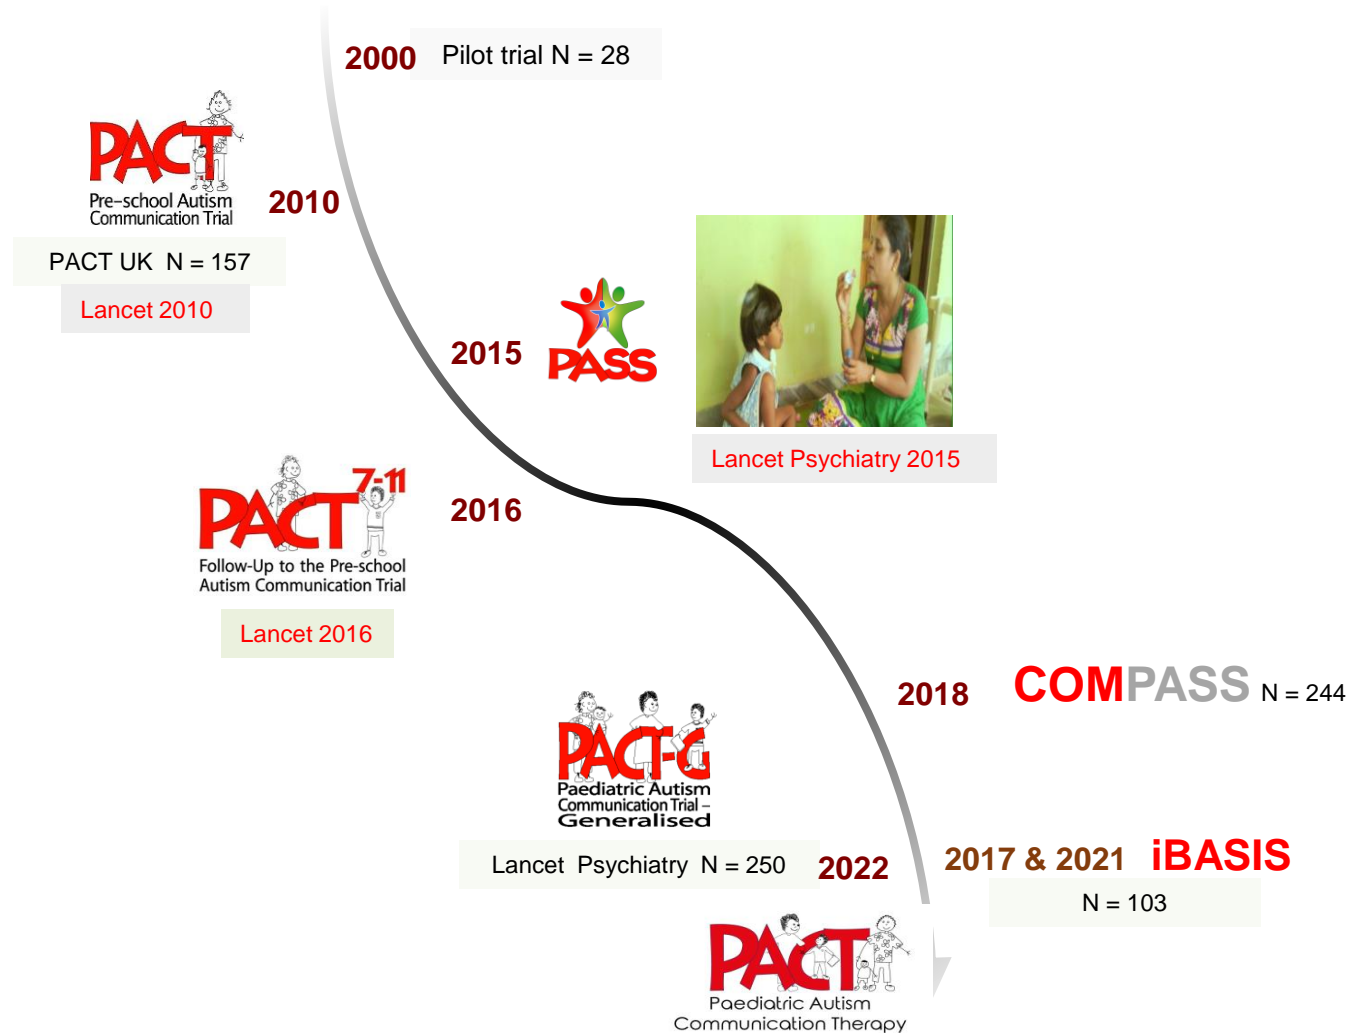 2000 Pilot trial N = 28
PACT
Pre-school Autism
Communication Trial
2010
PACT UK N = 157
Lancet 2010
2015
PASS
Lancet Psychiatry 2015
PACT 7-11
Follow-Up to the Pre-school
Autism Communication Trial
2016
Lancet 2016
2018
COMPASS N = 244
PACT-G
Paediatric Autism
Communication Trial –
Generalised
Lancet Psychiatry N = 250
2022
2017 & 2021 iBASIS
N = 103
PACT
Paediatric Autism
Communication Therapy